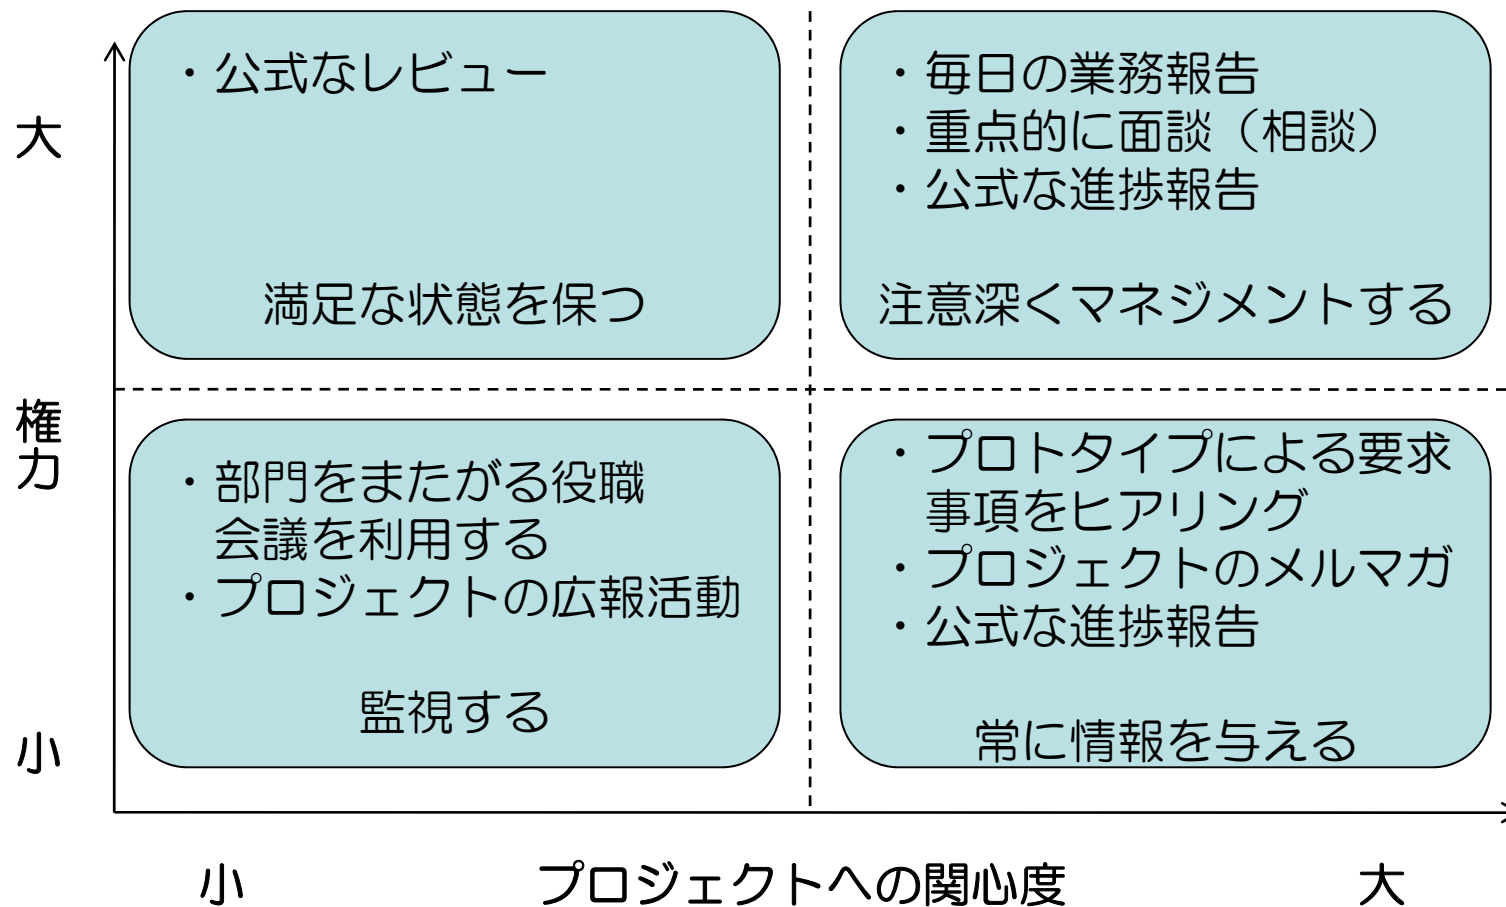 ・公式なレビュー
満足な状態を保つ
・毎日の業務報告
・重点的に面談（相談）
・公式な進捗報告
注意深くマネジメントする
大
権
力
小
・部門をまたがる役職
会議を利用する
・プロジェクトの広報活動
監視する
・プロトタイプによる要求
事項をヒアリング
・プロジェクトのメルマガ
・公式な進捗報告
常に情報を与える
小
プロジェクトへの関心度
大